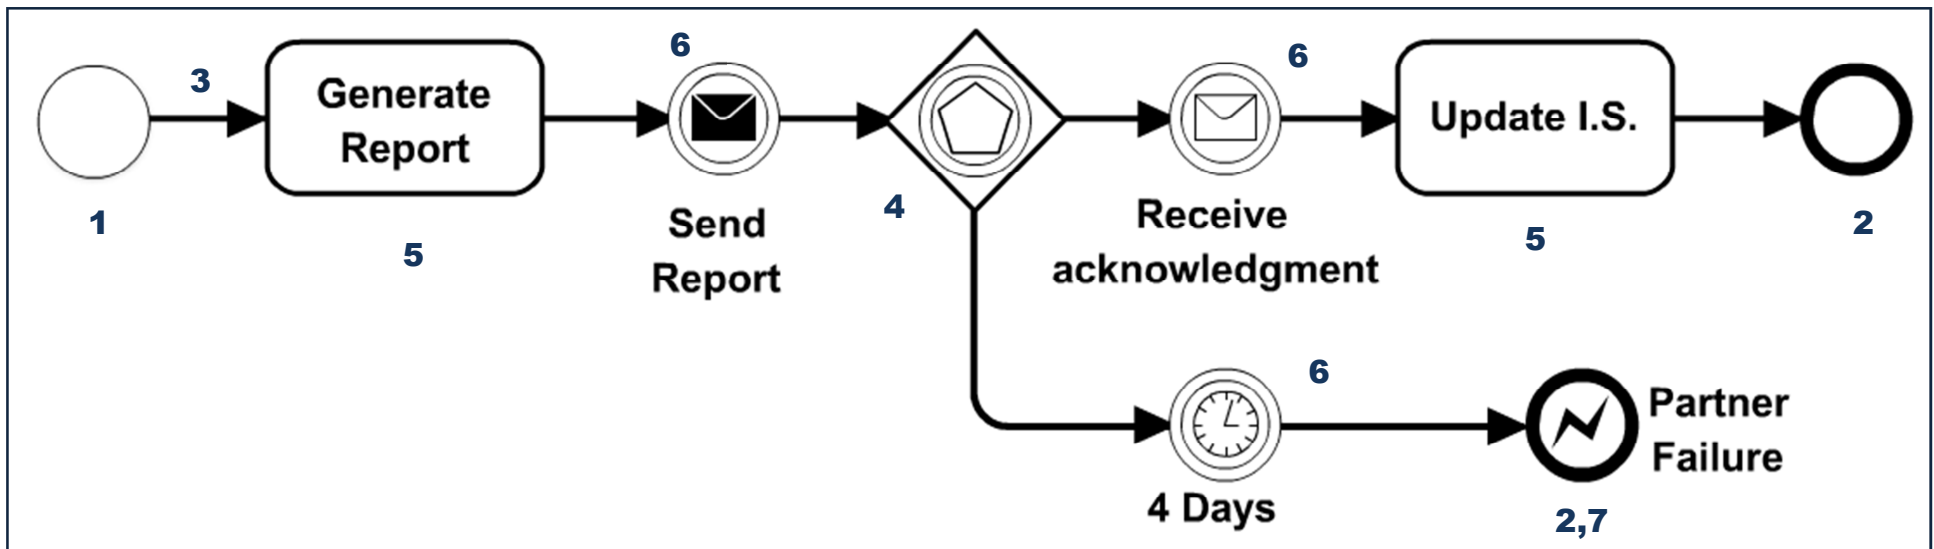 6
6
3
Generate
Report
Update I.S.
1
5
4
Send
Report
Receive
acknowledgment
5
2
6
Partner
Failure
4 Days
2,7